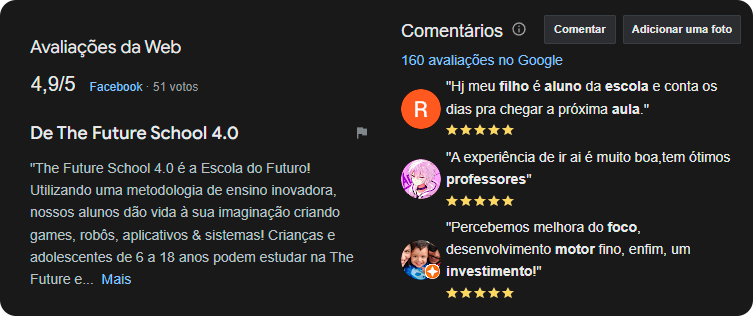 Avaliações da Web
4,9/5 Facebook · 51 votos
De The Future School 4.0
"The Future School 4.0 é a Escola do Futuro!
Utilizando uma metodologia de ensino inovadora,
nossos alunos dão vida à sua imaginação criando
games, robôs, aplicativos & sistemas! Crianças e
adolescentes de 6 a 18 anos podem estudar na The
Future e... Mais
Comentários
Comentar
Adicionar uma foto
160 avaliações no Google
R
"Hj meu filho é aluno da escola e conta os
dias pra chegar a próxima aula."
"A experiência de ir ai é muito boa,tem ótimos
professores"
"Percebemos melhora do foco,
desenvolvimento motor fino, enfim, um
investimento!"